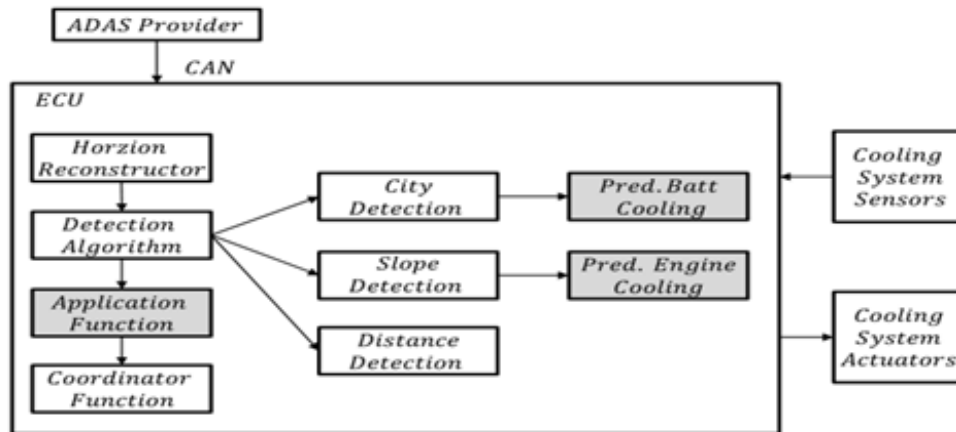 ADAS Provider
CAN
ECU
Horzion
Reconstructor
Detection
Algorithm
Application
Function
Coordinator
Function
City
Detection
Slope
Detection
Distance
Detection
Pred.Batt
Cooling
Pred. Engine
Cooling
Cooling
System
Sensors
Cooling
System
Actuators